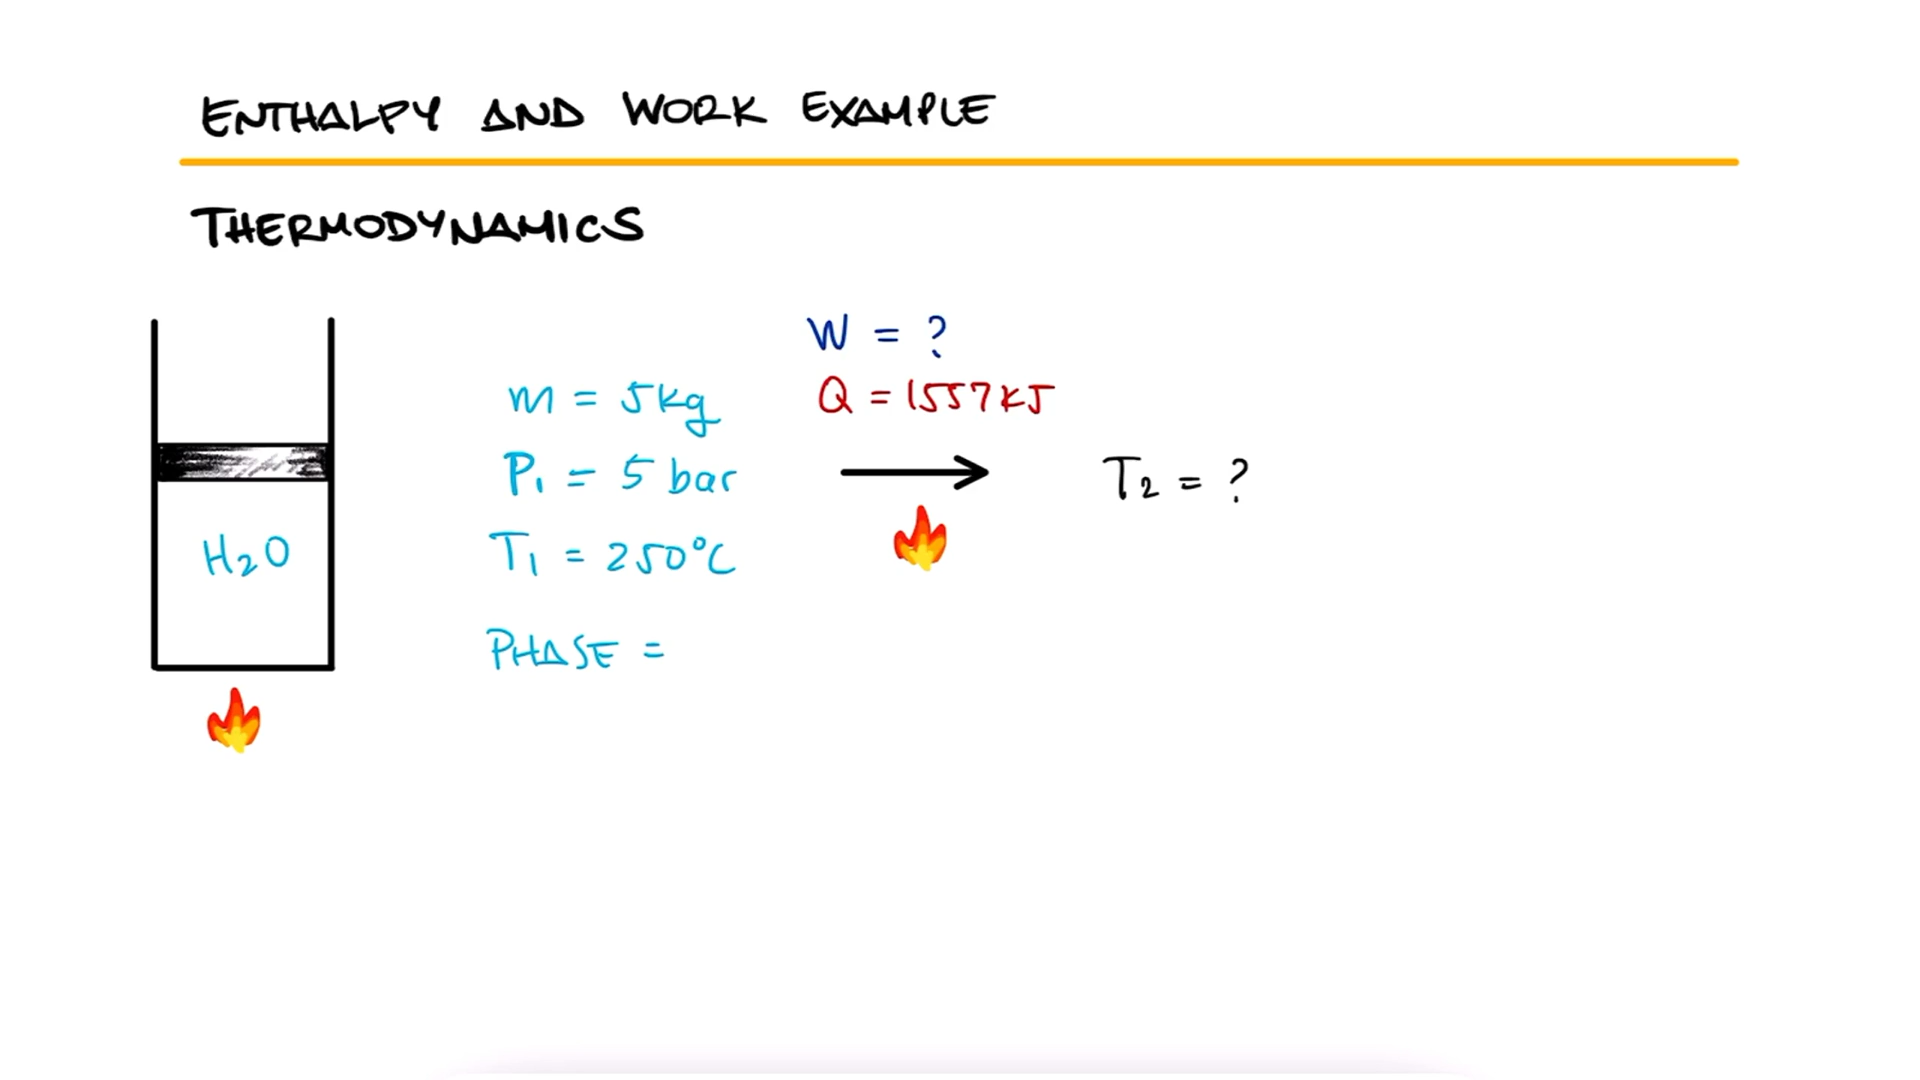 ENTHALPY AND WORK EXAMPLE
THERMODYNAMICS
W = ?
m = 5kg
Q = 1557kJ
P₁ = 5 bar
T₂ = ?
H₂O
T₁ = 250°C
PHASE =